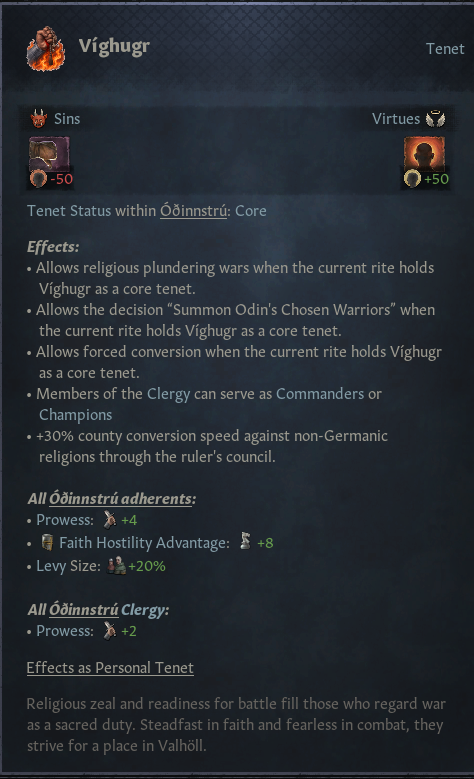 Víghugr
Tenet
Sins
Virtues
-50
+50
Tenet Status within Óðinnstrú: Core
Effects:
• Allows religious plundering wars when the current rite holds
Víghugr as a core tenet.
• Allows the decision “Summon Odin's Chosen Warriors” when
the current rite holds Víghugr as a core tenet.
• Allows forced conversion when the current rite holds Víghugr
as a core tenet.
• Members of the Clergy can serve as Commanders or
Champions
• +30% county conversion speed against non-Germanic
religions through the ruler's council.
All Óðinnstrú adherents:
• Prowess: +4
• Faith Hostility Advantage: +8
• Levy Size: +20%
All Óðinnstrú Clergy:
• Prowess: +2
Effects as Personal Tenet
Religious zeal and readiness for battle fill those who regard war
as a sacred duty. Steadfast in faith and fearless in combat, they
strive for a place in Valhöll.